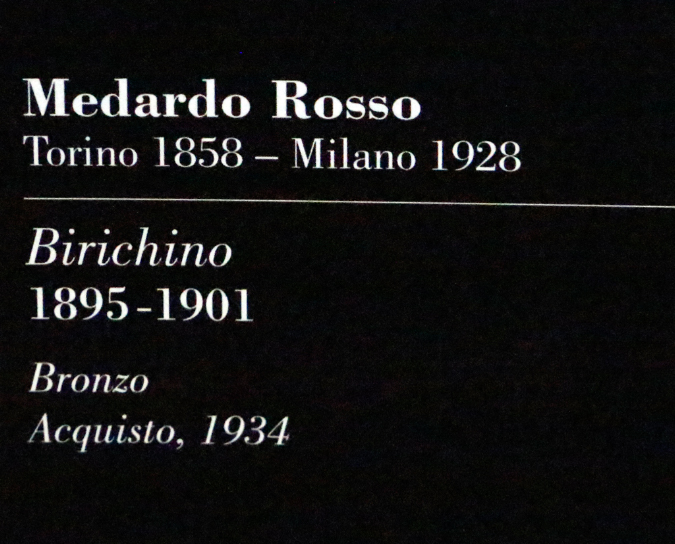 Medardo Rosso
Torino 1858 – Milano 1928
Birichino
1895-1901
Bronzo
Acquisto, 1934